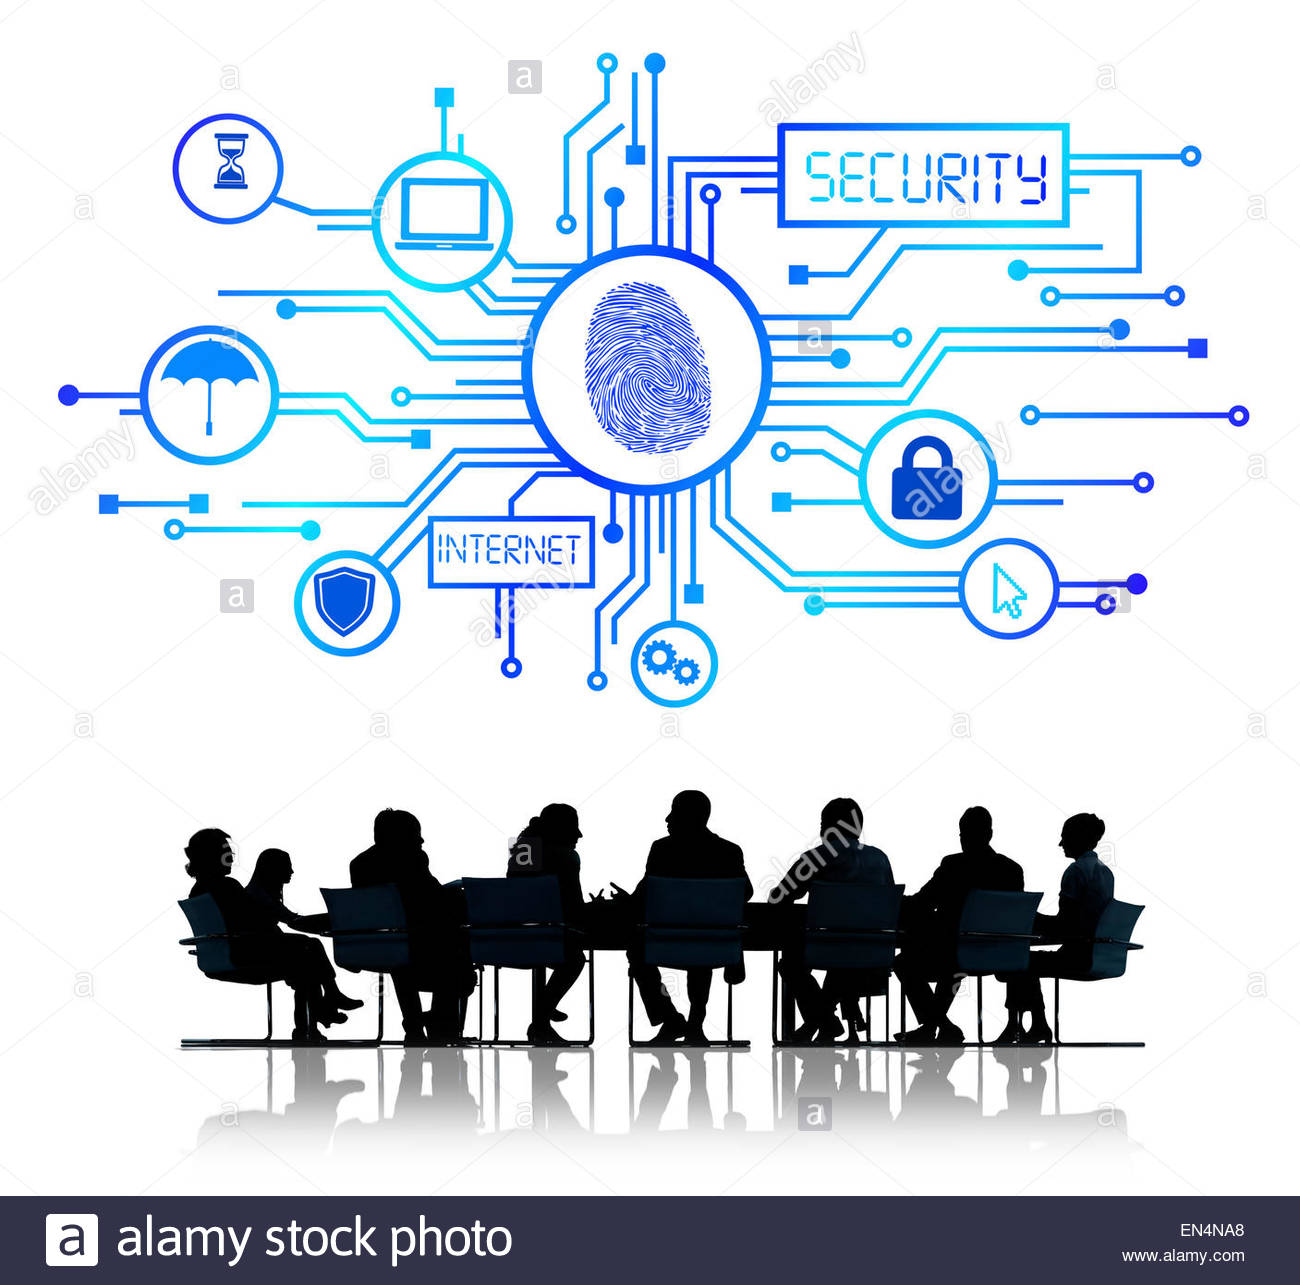 SECURITY
INTERNET
a alamy stock photo
EN4NA8
www.alamy.com